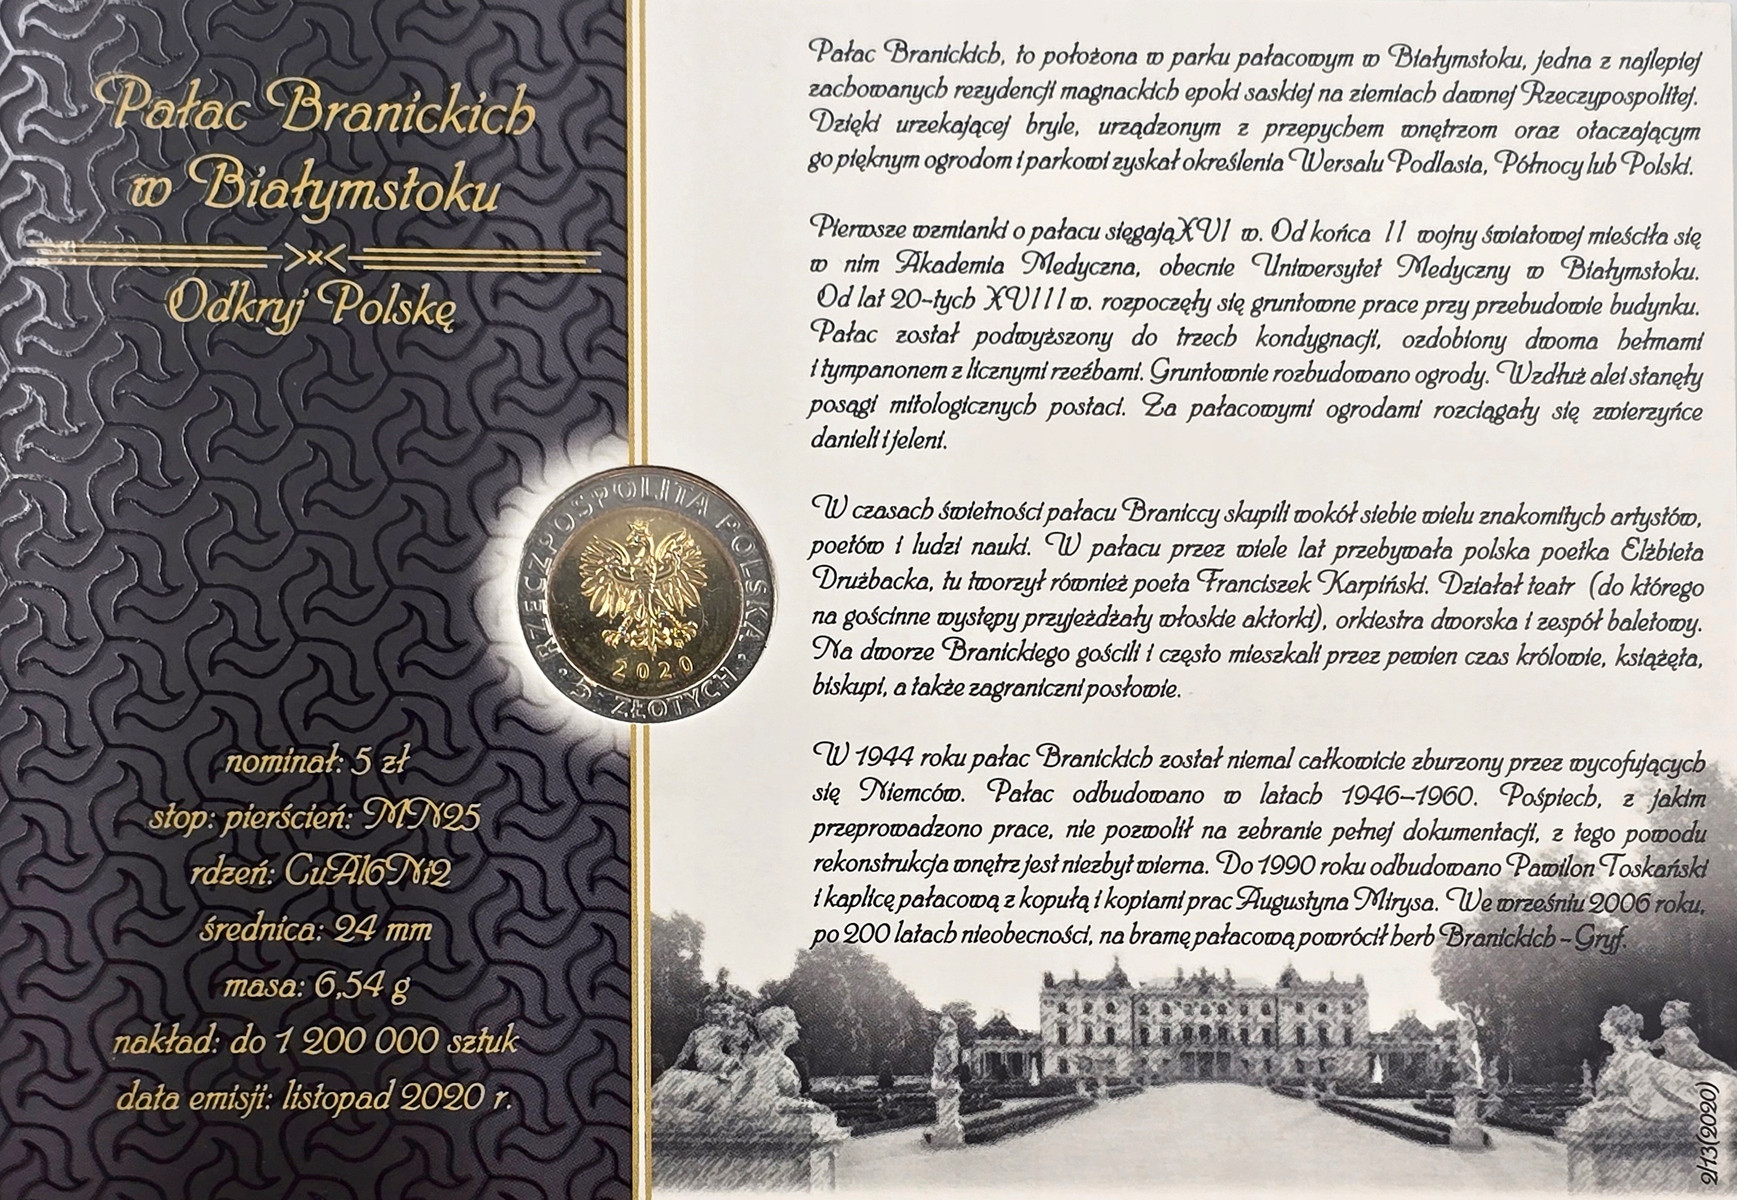 Pałac Branickich
w Białymstoku
Odkryj Polskę
RZECZPOSPOLITA POLSKA
2020
5 ZŁOTYCH
nominał: 5 zł
stop: pierścień: MN25
rdzeń: CuAl6Ni2
średnica: 24 mm
masa: 6,54 g
nakład: do 1 200 000 sztuk
data emisji: listopad 2020 r.
Pałac Branickich, to położona w parku pałacowym w Białymstoku, jedna z najlepiej
zachowanych rezydencji magnackich epoki saskiej na ziemiach dawnej Rzeczypospolitej.
Dzięki urzekającej bryle, urządzonym z przepychem wnętrzom oraz otaczającym
go pięknym ogrodom i parkowi zyskał określenia Wersalu Podlasia, Północy lub Polski.
Pierwsze wzmianki o pałacu sięgają XVI w. Od końca II wojny światowej mieściła się
w nim Akademia Medyczna, obecnie Uniwersytet Medyczny w Białymstoku.
Od lat 20-tych XVIII w. rozpoczęły się gruntowne prace przy przebudowie budynku.
Pałac został podwyższony do trzech kondygnacji, ozdobiony dwoma hełmami
i tympanonem z licznymi rzeźbami. Gruntownie rozbudowano ogrody. Wzdłuż alei stanęły
posągi mitologicznych postaci. Za pałacowymi ogrodami rozciągały się zwierzyńce
danieli i jeleni.
W czasach świetności pałacu Braniccy skupili wokół siebie wielu znakomitych artystów,
poetów i ludzi nauki. W pałacu przez wiele lat przebywała polska poetka Elżbieta
Drużbacka, tu tworzył również poeta Franciszek Karpiński. Działał teatr (do którego
na gościnne występy przyjeżdżały włoskie aktorki), orkiestra dworska i zespół baletowy.
Na dworze Branickiego gościli i często mieszkali przez pewien czas królowie, książęta,
biskupi, a także zagraniczni posłowie.
W 1944 roku pałac Branickich został niemal całkowicie zburzony przez wycofujących
się Niemców. Pałac odbudowano w latach 1946–1960. Pośpiech, z jakim
przeprowadzono prace, nie pozwolił na zebranie pełnej dokumentacji, z tego powodu
rekonstrukcja wnętrz jest niezbyt wierna. Do 1990 roku odbudowano Pawilon Toskański
i kaplicę pałacową z kopułą i kopiami prac Augustyna Mirysa. We wrześniu 2006 roku,
po 200 latach nieobecności, na bramę pałacową powrócił herb Branickich – Gryf.
2/13(2020)